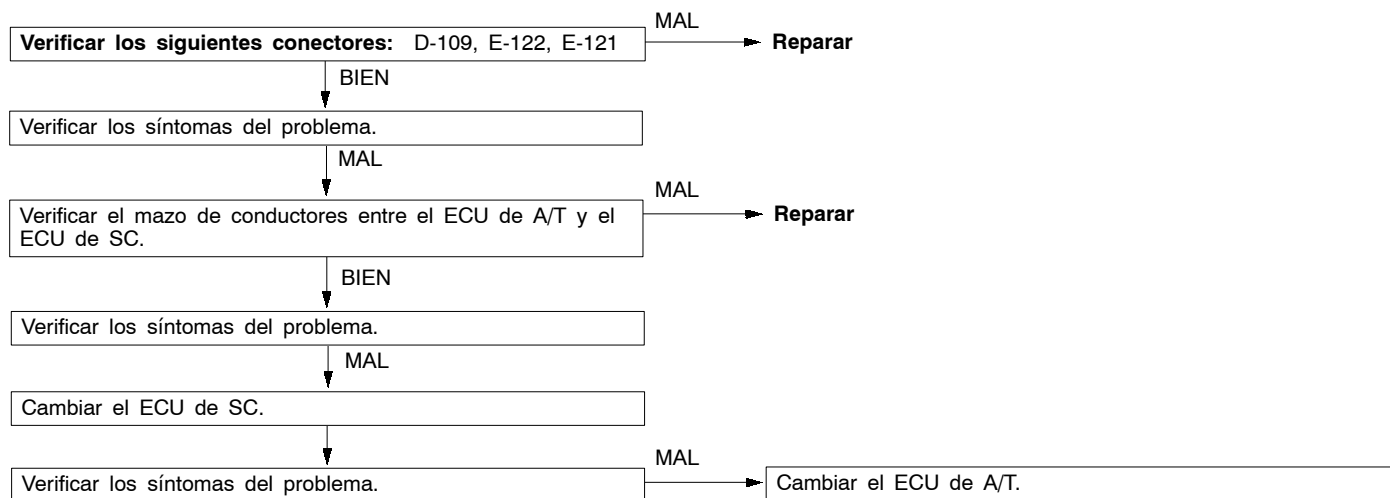 Verificar los siguientes conectores: D-109, E-122, E-121
MAL
Reparar
BIEN
Verificar los síntomas del problema.
MAL
Verificar el mazo de conductores entre el ECU de A/T y el
ECU de SC.
MAL
Reparar
BIEN
Verificar los síntomas del problema.
MAL
Cambiar el ECU de SC.
Verificar los síntomas del problema.
MAL
Cambiar el ECU de A/T.